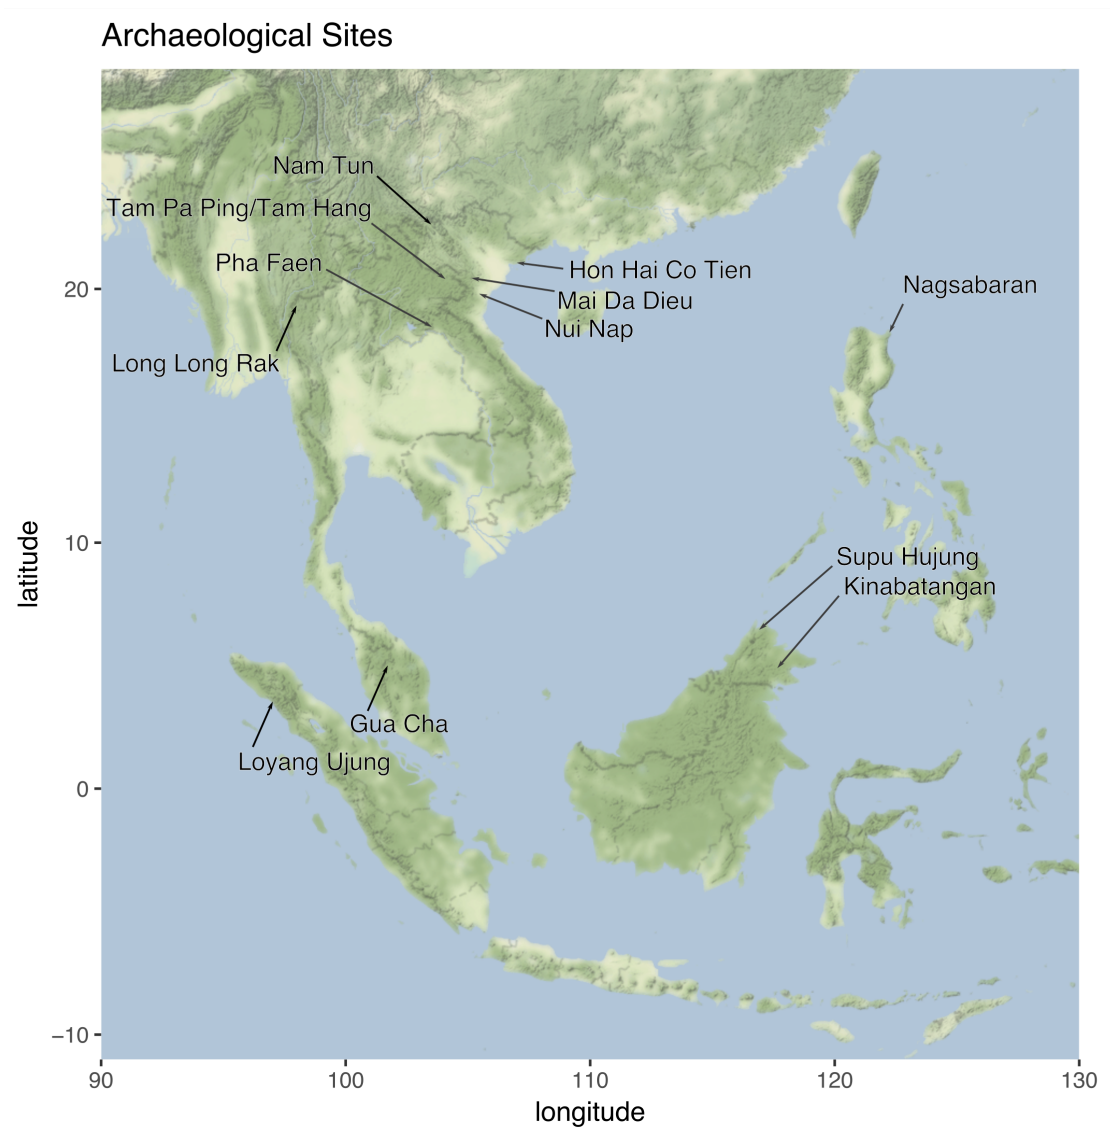 Archaeological Sites
Nam Tun
Tam Pa Ping/Tam Hang
Pha Faen
Hon Hai Co Tien
Mai Da Dieu
Nui Nap
Nagsabaran
Long Long Rak
Supu Hujung
Kinabatangan
Gua Cha
Loyang Ujung
20
10
0
−10
latitude
90
100
110
120
130
longitude